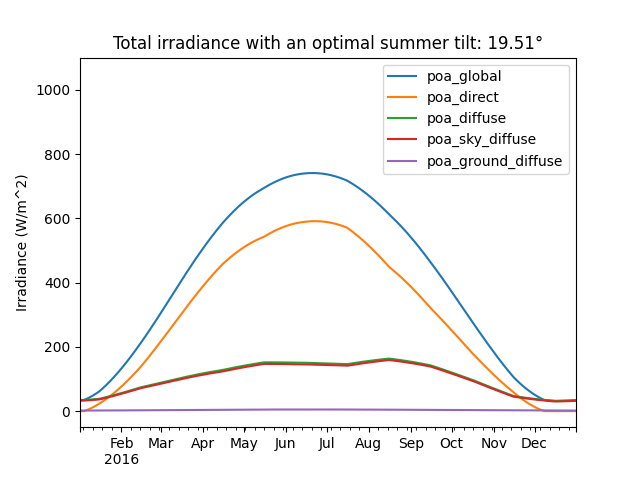 Total irradiance with an optimal summer tilt: 19.51°
1000
800
600
400
200
0
Irradiance (W/m^2)
poa_global
poa_direct
poa_diffuse
poa_sky_diffuse
poa_ground_diffuse
Feb Mar Apr May Jun Jul Aug Sep Oct Nov Dec
2016